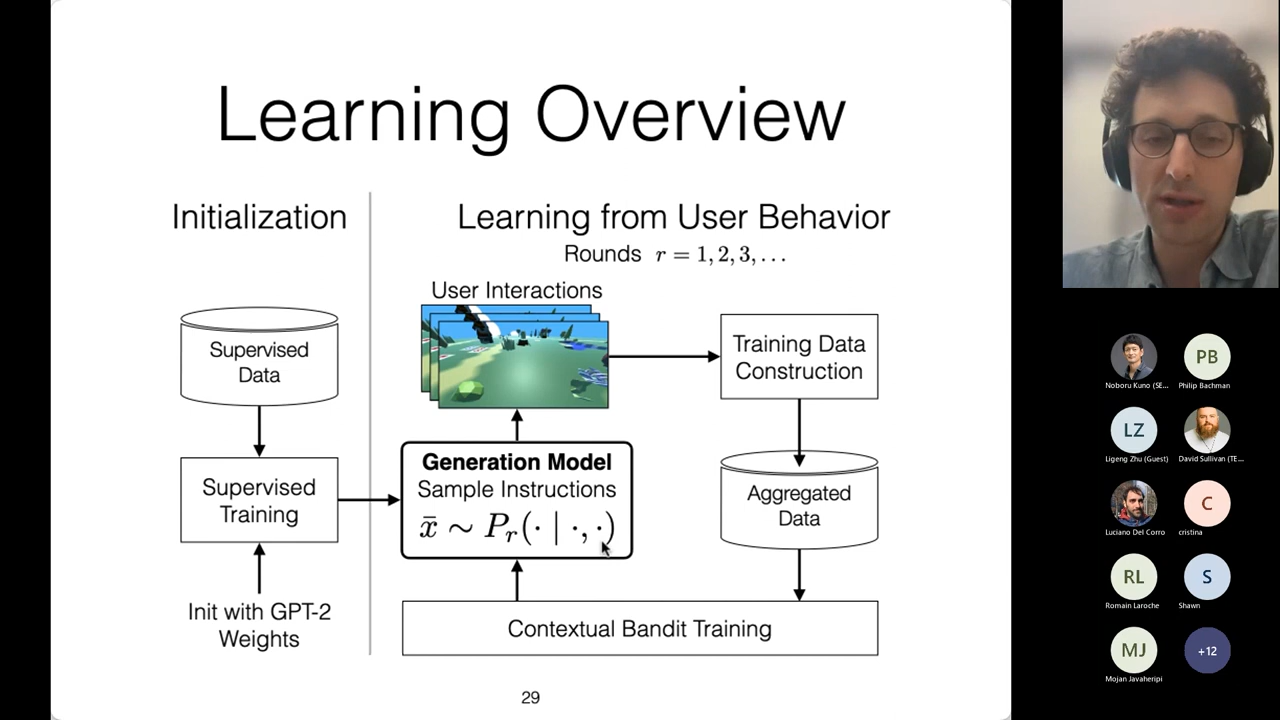 Learning Overview
Initialization
Learning from User Behavior
Rounds r = 1, 2, 3, . . .
User Interactions
Supervised
Data
Training Data
Construction
Generation Model
Sample Instructions
x̄ ∼ Pᵣ(· | ·, ·)
Supervised
Training
Aggregated
Data
Init with GPT-2
Weights
Contextual Bandit Training
29
Noboru Kuno (SE...
PB
Philip Bachman
LZ
Ligeng Zhu (Guest)
David Sullivan (TE...
Luciano Del Corro
C
cristina
RL
Romain Laroche
S
Shawn
MJ
Mojan Javaheripi
+12